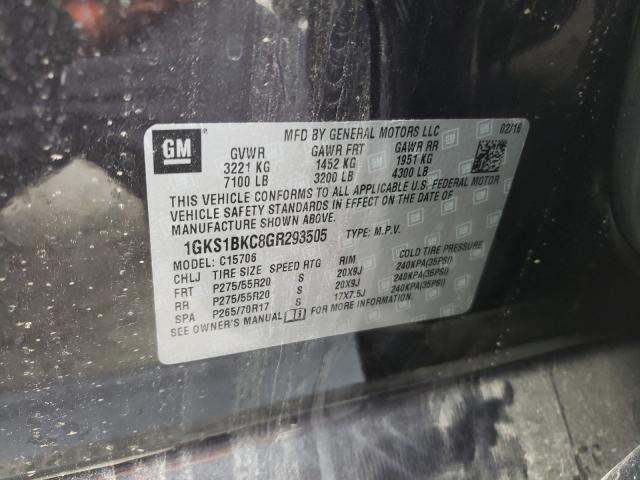 GM
MFD BY GENERAL MOTORS LLC 02/16
GVWR GAWR FRT GAWR RR
3221 KG 1452 KG 1951 KG
7100 LB 3200 LB 4300 LB
THIS VEHICLE CONFORMS TO ALL APPLICABLE U.S. FEDERAL MOTOR
VEHICLE SAFETY STANDARDS IN EFFECT ON THE DATE OF
MANUFACTURE SHOWN ABOVE.
1GKS1BKC8GR293505 TYPE: M.P.V.
MODEL: C15706
CHLJ TIRE SIZE SPEED RTG RIM COLD TIRE PRESSURE
FRT P275/55R20 S 20X9J 240KPA(35PSI)
RR P275/55R20 S 20X9J 240KPA(35PSI)
SPA P265/70R17 S 17X7.5J 240KPA(35PSI)
SEE OWNER'S MANUAL FOR MORE INFORMATION.